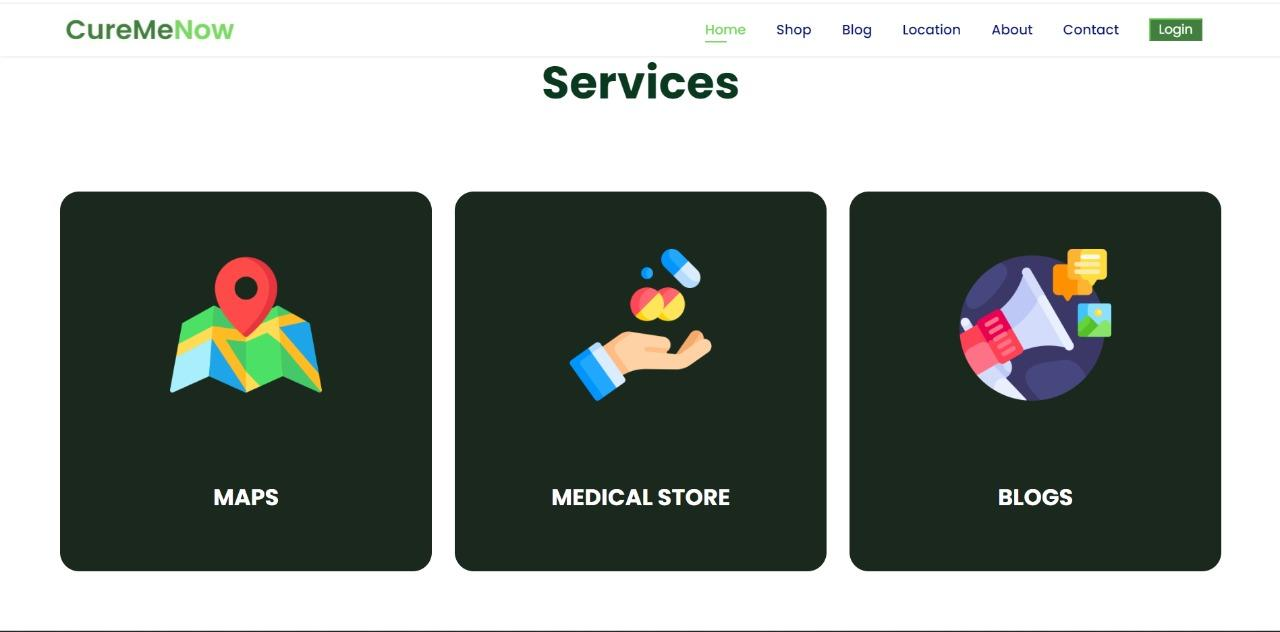 CureMeNow
Home Shop Blog Location About Contact Login
Services
MAPS
MEDICAL STORE
BLOGS